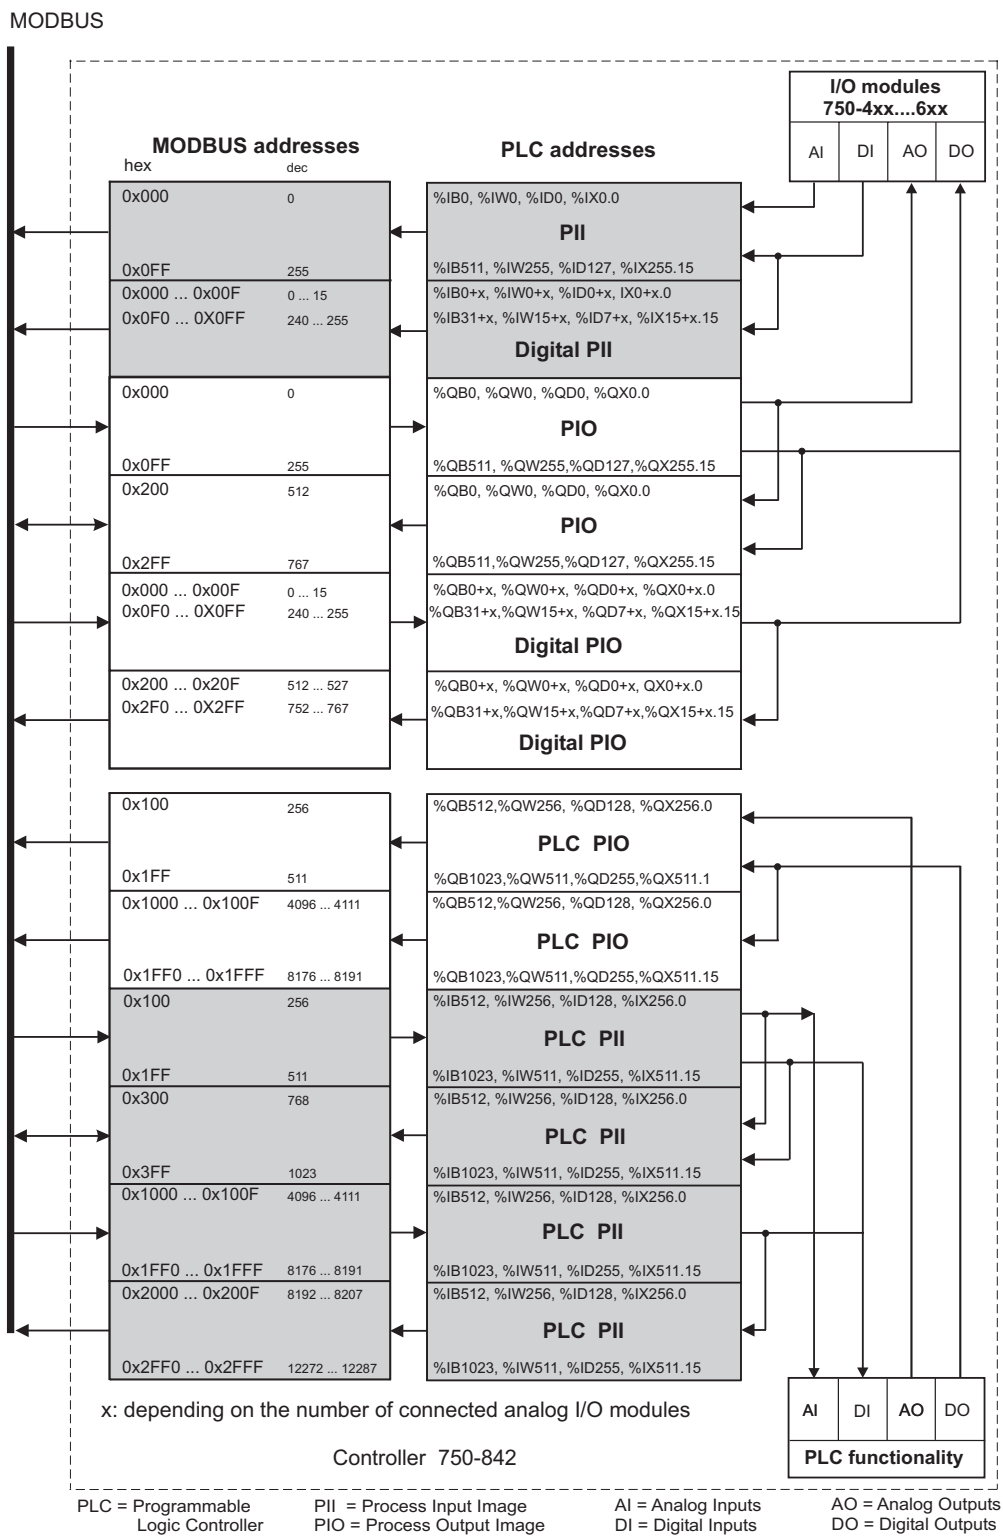 MODBUS
I/O modules
750-4xx....6xx
AI DI AO DO
MODBUS addresses
hex dec
PLC addresses
0x000 0
%IB0, %IW0, %ID0, %IX0.0
PII
0x0FF 255
%IB511, %IW255, %ID127, %IX255.15
0x000 ... 0x00F 0 ... 15
%IB0+x, %IW0+x, %ID0+x, IX0+x.0
0x0F0 ... 0X0FF 240 ... 255
%IB31+x, %IW15+x, %ID7+x, %IX15+x.15
Digital PII
0x000 0
%QB0, %QW0, %QD0, %QX0.0
PIO
0x0FF 255
%QB511, %QW255,%QD127,%QX255.15
0x200 512
%QB0, %QW0, %QD0, %QX0.0
PIO
0x2FF 767
%QB511,%QW255,%QD127, %QX255.15
0x000 ... 0x00F 0 ... 15
%QB0+x, %QW0+x, %QD0+x, %QX0+x.0
0x0F0 ... 0X0FF 240 ... 255
%QB31+x,%QW15+x, %QD7+x, %QX15+x.15
Digital PIO
0x200 ... 0x20F 512 ... 527
%QB0+x, %QW0+x, %QD0+x, QX0+x.0
0x2F0 ... 0X2FF 752 ... 767
%QB31+x,%QW15+x,%QD7+x,%QX15+x.15
Digital PIO
0x100 256
%QB512,%QW256, %QD128, %QX256.0
PLC PIO
0x1FF 511
%QB1023,%QW511,%QD255,%QX511.1
0x1000 ... 0x100F 4096 ... 4111
%QB512,%QW256, %QD128, %QX256.0
PLC PIO
0x1FF0 ... 0x1FFF 8176 ... 8191
%QB1023,%QW511,%QD255,%QX511.15
0x100 256
%IB512, %IW256, %ID128, %IX256.0
PLC PII
0x1FF 511
%IB1023, %IW511, %ID255, %IX511.15
0x300 768
%IB512, %IW256, %ID128, %IX256.0
PLC PII
0x3FF 1023
%IB1023, %IW511, %ID255, %IX511.15
0x1000 ... 0x100F 4096 ... 4111
%IB512, %IW256, %ID128, %IX256.0
PLC PII
0x1FF0 ... 0x1FFF 8176 ... 8191
%IB1023, %IW511, %ID255, %IX511.15
0x2000 ... 0x200F 8192 ... 8207
%IB512, %IW256, %ID128, %IX256.0
PLC PII
0x2FF0 ... 0x2FFF 12272 ... 12287
%IB1023, %IW511, %ID255, %IX511.15
x: depending on the number of connected analog I/O modules
AI DI AO DO
PLC functionality
Controller 750-842
PLC = Programmable
Logic Controller
PII = Process Input Image
PIO = Process Output Image
AI = Analog Inputs
DI = Digital Inputs
AO = Analog Outputs
DO = Digital Outputs